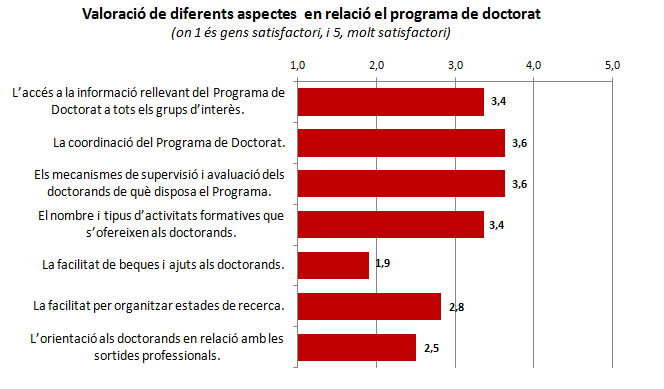 Valoració de diferents aspectes en relació el programa de doctorat
(on 1 és gens satisfactori, i 5, molt satisfactori)
1,0 2,0 3,0 4,0 5,0
L'accés a la informació rellevant del Programa de
Doctorat a tots els grups d'interès.
3,4
La coordinació del Programa de Doctorat.
3,6
Els mecanismes de supervisió i avaluació dels
doctorands de què disposa el Programa.
3,6
El nombre i tipus d'activitats formatives que
s'ofereixen als doctorands.
3,4
La facilitat de beques i ajuts als doctorands.
1,9
La facilitat per organitzar estades de recerca.
2,8
L'orientació als doctorands en relació amb les
sortides professionals.
2,5